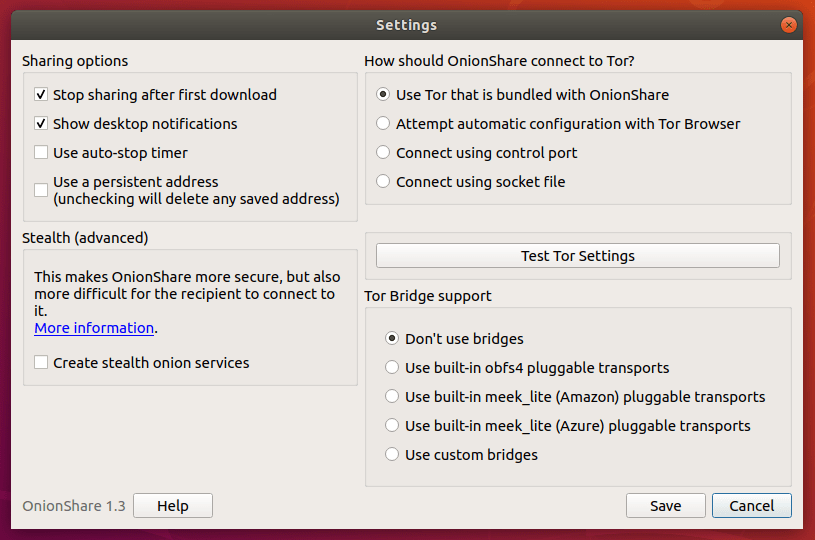 Settings
Sharing options
Stop sharing after first download
Show desktop notifications
Use auto-stop timer
Use a persistent address
(unchecking will delete any saved address)
Stealth (advanced)
This makes OnionShare more secure, but also
more difficult for the recipient to connect to
it.
More information.
Create stealth onion services
How should OnionShare connect to Tor?
Use Tor that is bundled with OnionShare
Attempt automatic configuration with Tor Browser
Connect using control port
Connect using socket file
Test Tor Settings
Tor Bridge support
Don't use bridges
Use built-in obfs4 pluggable transports
Use built-in meek_lite (Amazon) pluggable transports
Use built-in meek_lite (Azure) pluggable transports
Use custom bridges
OnionShare 1.3
Help
Save
Cancel